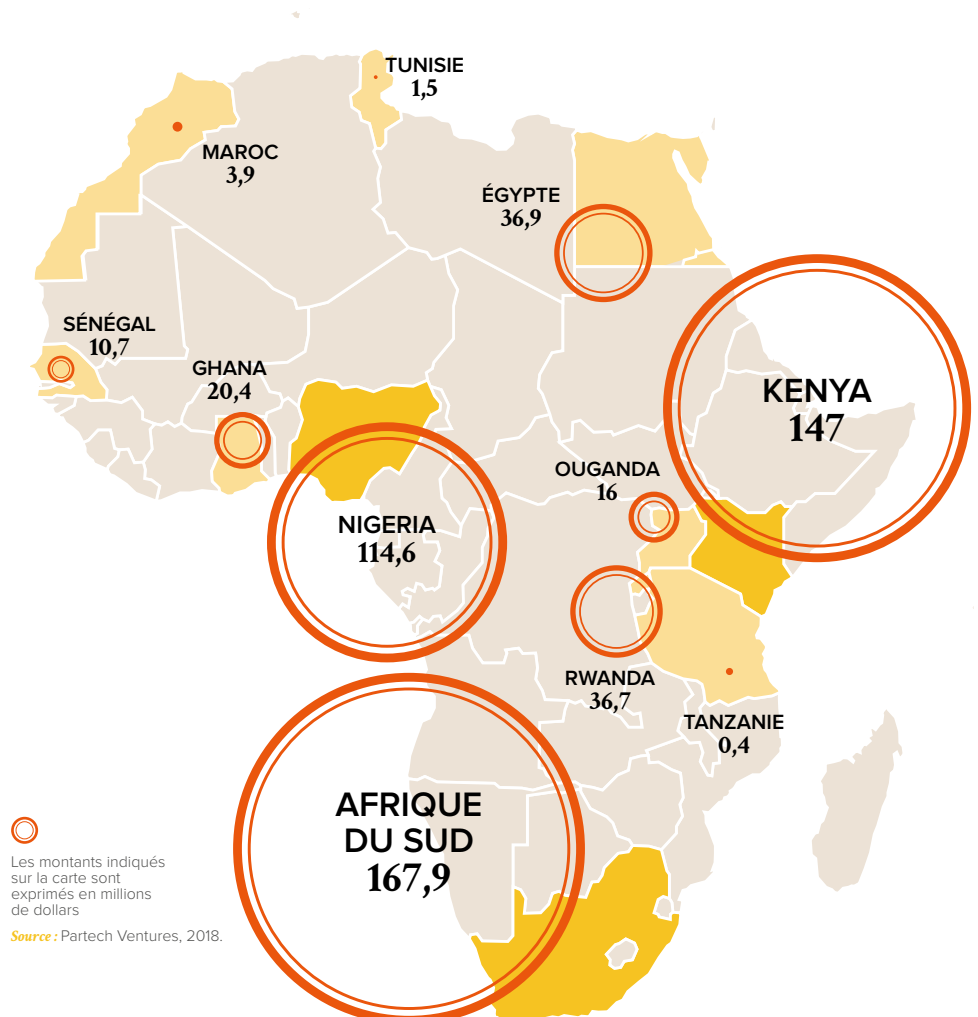 TUNISIE
1,5
MAROC
3,9
ÉGYPTE
36,9
SÉNÉGAL
10,7
GHANA
20,4
KENYA
147
OUGANDA
16
NIGERIA
114,6
RWANDA
36,7
TANZANIE
0,4
AFRIQUE
DU SUD
167,9
Les montants indiqués
sur la carte sont
exprimés en millions
de dollars
Source : Partech Ventures, 2018.